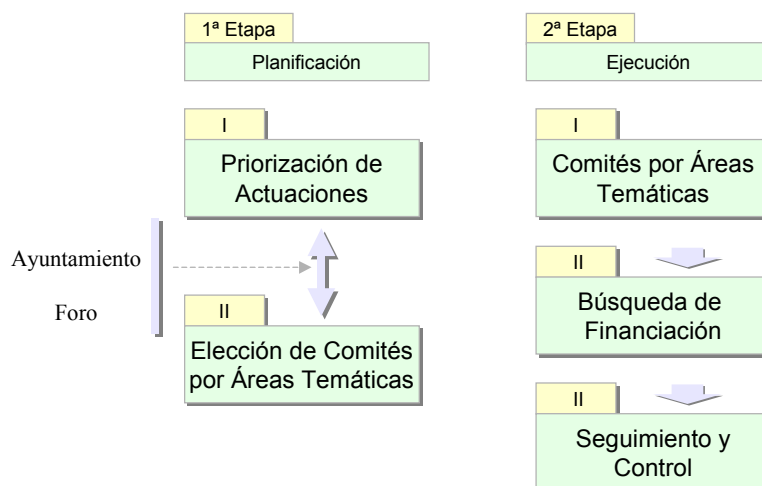 1ª Etapa
Planificación
I
Priorización de
Actuaciones
Ayuntamiento
Foro
II
Elección de Comités
por Áreas Temáticas
2ª Etapa
Ejecución
I
Comités por Áreas
Temáticas
II
Búsqueda de
Financiación
II
Seguimiento y
Control